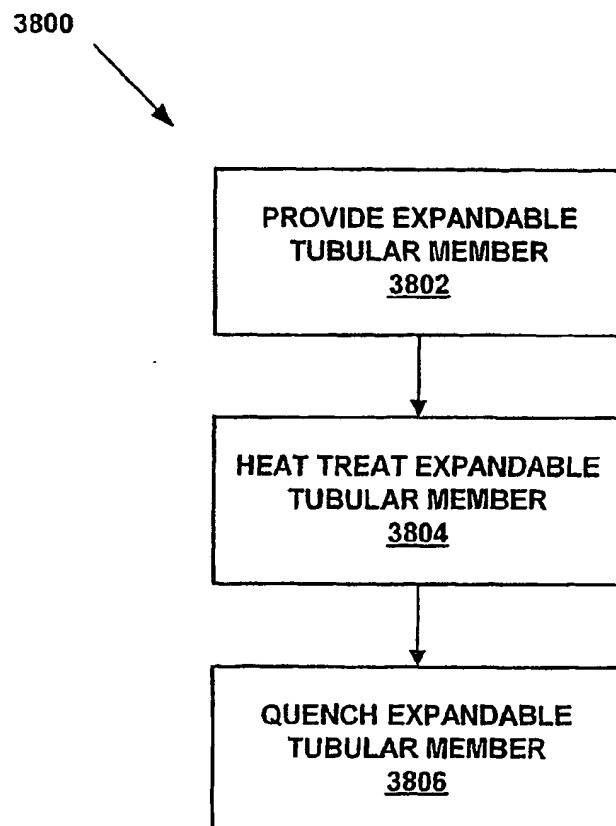 3800
PROVIDE EXPANDABLE
TUBULAR MEMBER
3802
HEAT TREAT EXPANDABLE
TUBULAR MEMBER
3804
QUENCH EXPANDABLE
TUBULAR MEMBER
3806